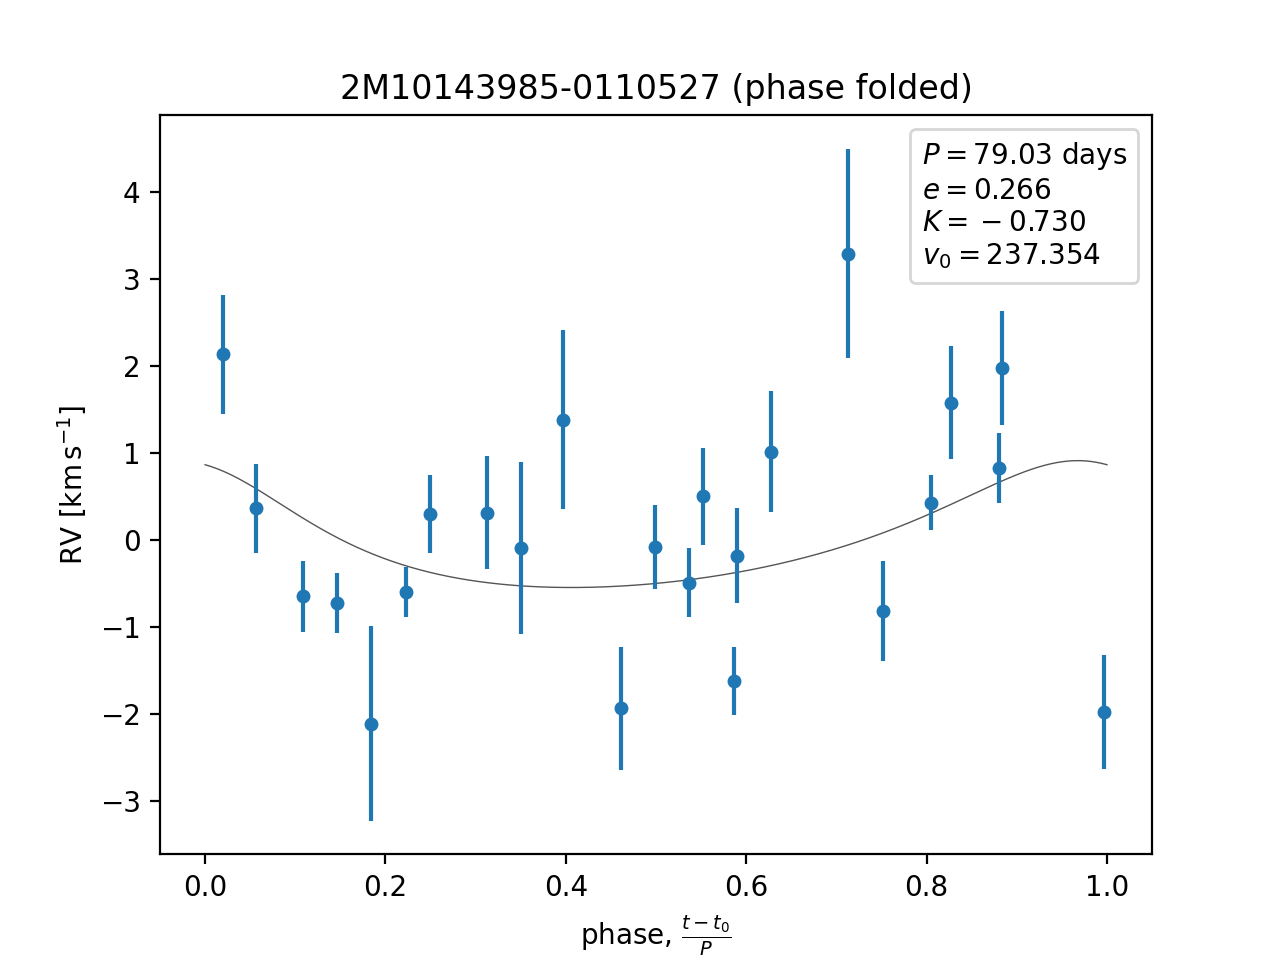 2M10143985-0110527 (phase folded)
P = 79.03 days
e = 0.266
K = −0.730
v₀ = 237.354
RV [km s⁻¹]
4
3
2
1
0
−1
−2
−3
0.0 0.2 0.4 0.6 0.8 1.0
phase, (t − t₀)/P